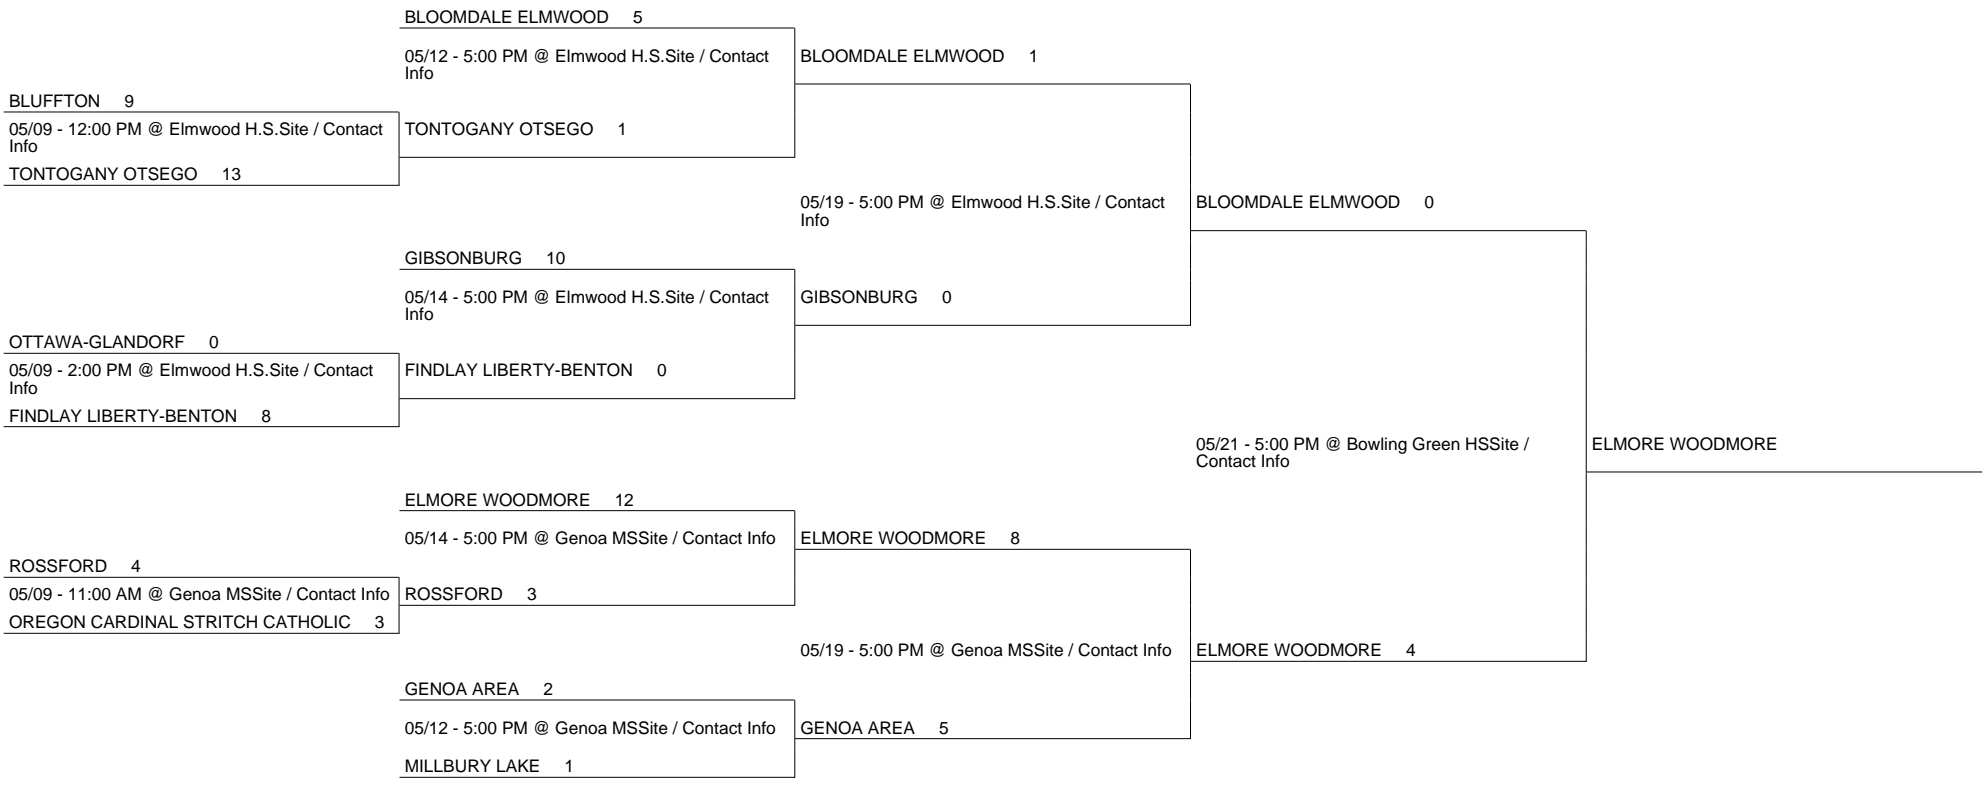 BLOOMDALE ELMWOOD 5
05/12 - 5:00 PM @ Elmwood H.S.Site / Contact
Info
BLOOMDALE ELMWOOD 1
BLUFFTON 9
05/09 - 12:00 PM @ Elmwood H.S.Site / Contact
Info
TONTOGANY OTSEGO 1
TONTOGANY OTSEGO 13
05/19 - 5:00 PM @ Elmwood H.S.Site / Contact
Info
BLOOMDALE ELMWOOD 0
GIBSONBURG 10
05/14 - 5:00 PM @ Elmwood H.S.Site / Contact
Info
GIBSONBURG 0
OTTAWA-GLANDORF 0
05/09 - 2:00 PM @ Elmwood H.S.Site / Contact
Info
FINDLAY LIBERTY-BENTON 0
FINDLAY LIBERTY-BENTON 8
05/21 - 5:00 PM @ Bowling Green HSSite /
Contact Info
ELMORE WOODMORE
ELMORE WOODMORE 12
05/14 - 5:00 PM @ Genoa MSSite / Contact Info
ELMORE WOODMORE 8
ROSSFORD 4
05/09 - 11:00 AM @ Genoa MSSite / Contact Info
ROSSFORD 3
OREGON CARDINAL STRITCH CATHOLIC 3
05/19 - 5:00 PM @ Genoa MSSite / Contact Info
ELMORE WOODMORE 4
GENOA AREA 2
05/12 - 5:00 PM @ Genoa MSSite / Contact Info
GENOA AREA 5
MILLBURY LAKE 1